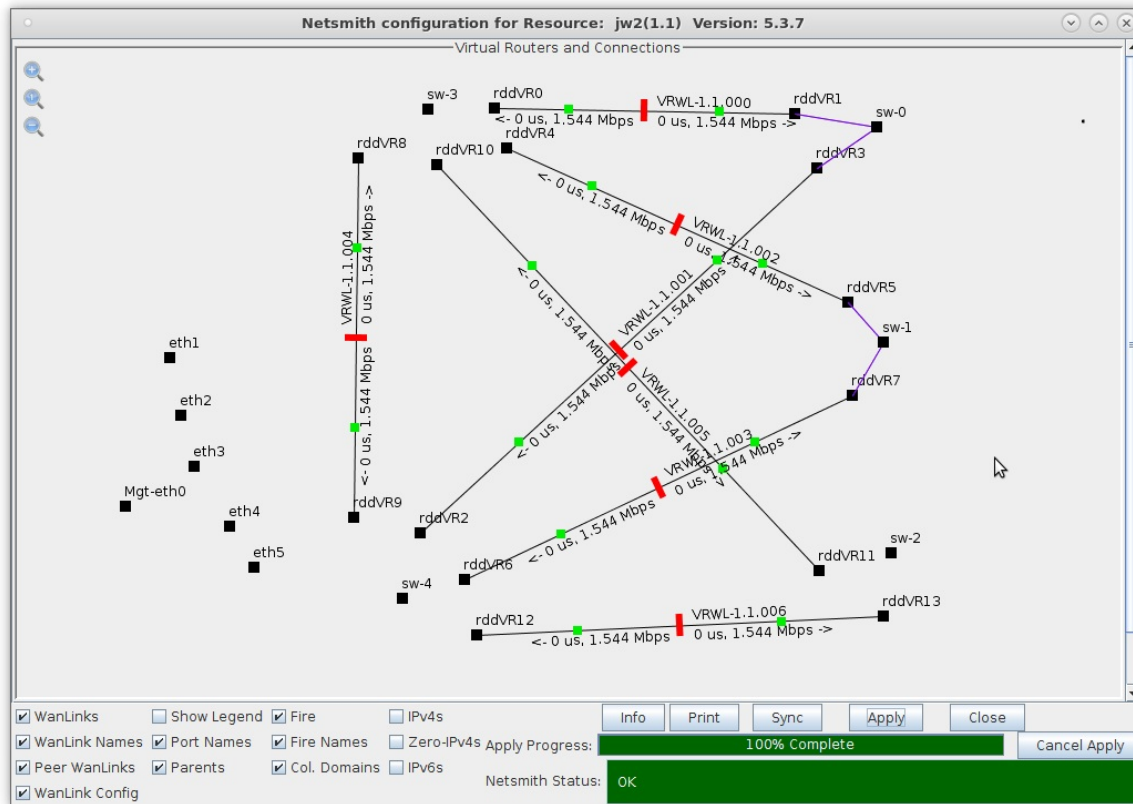 Netsmith configuration for Resource: jw2(1.1) Version: 5.3.7
Virtual Routers and Connections
sw-3
rddVR0
VRWL-1.1.000
rddVR1
sw-0
<- 0 us, 1.544 Mbps
0 us, 1.544 Mbps ->
rddVR4
rddVR8
rddVR10
rddVR3
<- 0 us, 1.544 Mbps
VRWL-1.1.002
0 us, 1.544 Mbps ->
VRWL-1.1.004
0 us, 1.544 Mbps ->
<- 0 us, 1.544 Mbps
<- 0 us, 1.544 Mbps
VRWL-1.1.001
0 us, 1.544 Mbps ->
<- 0 us, 1.544 Mbps
rddVR5
sw-1
rddVR7
eth1
eth2
eth3
Mgt-eth0
eth4
eth5
VRWL-1.1.005
0 us, 1.544 Mbps ->
VRWL-1.1.003
0 us, 1.544 Mbps ->
<- 0 us, 1.544 Mbps
rddVR9
rddVR2
rddVR6
sw-4
rddVR11
sw-2
rddVR12
VRWL-1.1.006
rddVR13
<- 0 us, 1.544 Mbps
0 us, 1.544 Mbps ->
WanLinks
Show Legend
Fire
IPv4s
Info
Print
Sync
Apply
Close
WanLink Names
Port Names
Fire Names
Zero-IPv4s
Apply Progress:
100% Complete
Cancel Apply
Peer WanLinks
Parents
Col. Domains
IPv6s
Netsmith Status:
OK
WanLink Config